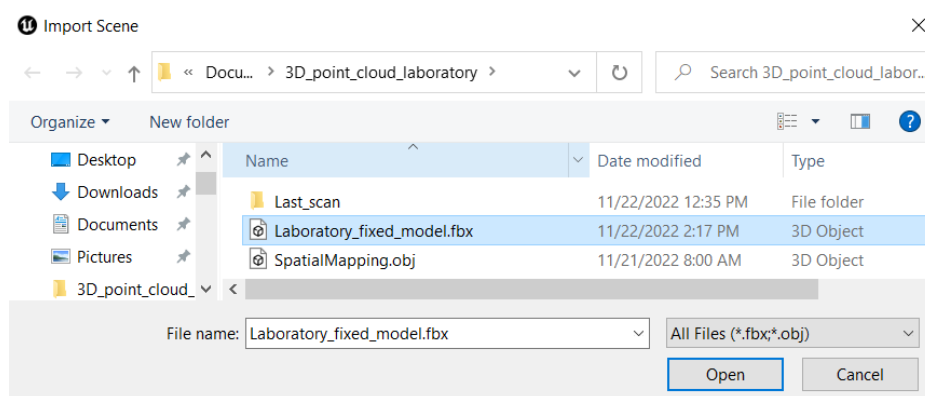 Import Scene
« Docu... > 3D_point_cloud_laboratory > Search 3D_point_cloud_labor...
Organize New folder
Desktop Name Date modified Type
Downloads Last_scan 11/22/2022 12:35 PM File folder
Documents Laboratory_fixed_model.fbx 11/22/2022 2:17 PM 3D Object
Pictures SpatialMapping.obj 11/21/2022 8:00 AM 3D Object
3D_point_cloud_
File name: Laboratory_fixed_model.fbx All Files (*.fbx;*.obj)
Open Cancel